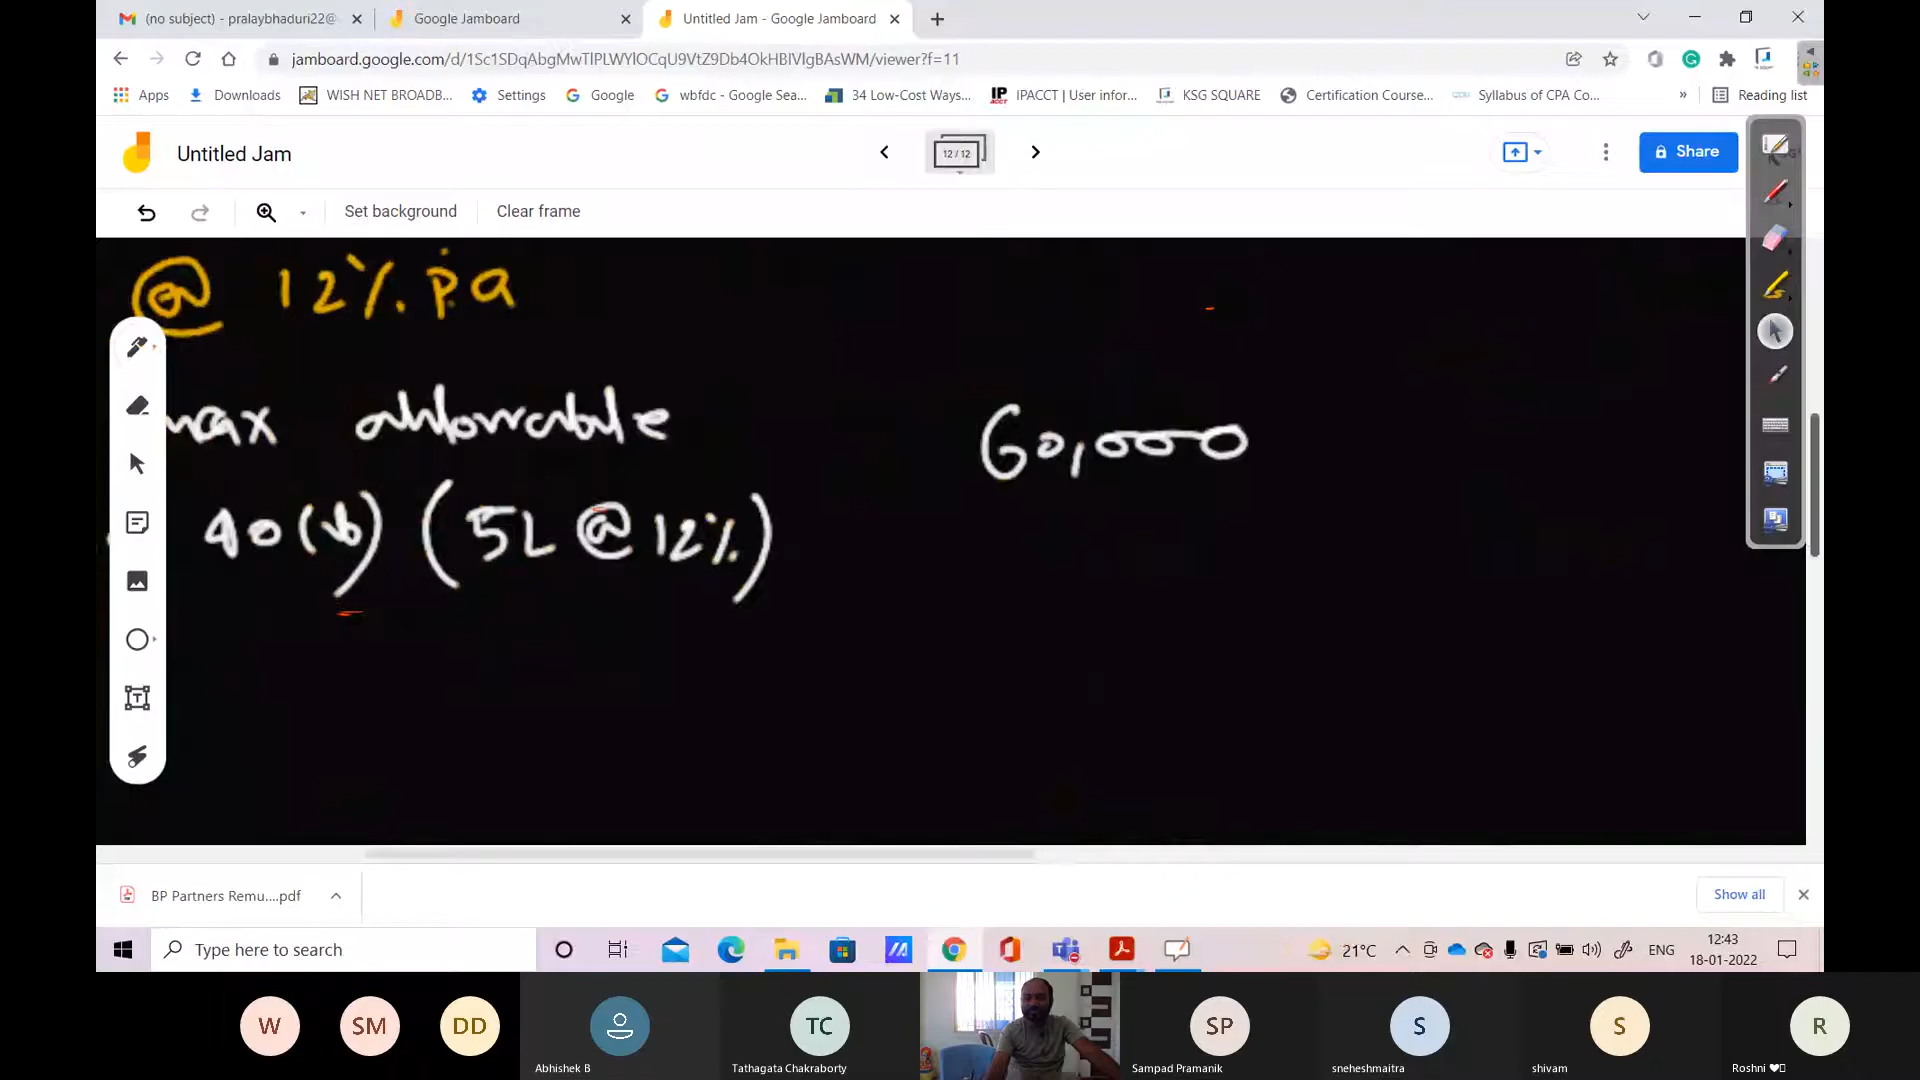 (no subject) - pralaybhaduri22@
Google Jamboard
Untitled Jam - Google Jamboard
jamboard.google.com/d/1Sc1SDqAbgMwTlPLWYlOCqU9VtZ9Db4OkHBIVlgBAsWM/viewer?f=11
Apps
Downloads
WISH NET BROADB...
Settings
Google
wbfdc - Google Sea...
34 Low-Cost Ways...
IPACCT | User infor...
KSG SQUARE
Certification Course...
Syllabus of CPA Co...
»
Reading list
Untitled Jam
12 / 12
Share
Set background
Clear frame
@ 12% p.a
max allowable 60,000
40(b) (5L @ 12%)
BP Partners Remu....pdf
Show all
Type here to search
21°C
ENG
12:43
18-01-2022
W
SM
DD
TC
SP
S
S
R
Abhishek B
Tathagata Chakraborty
Sampad Pramanik
sneheshmaitra
shivam
Roshni ❤